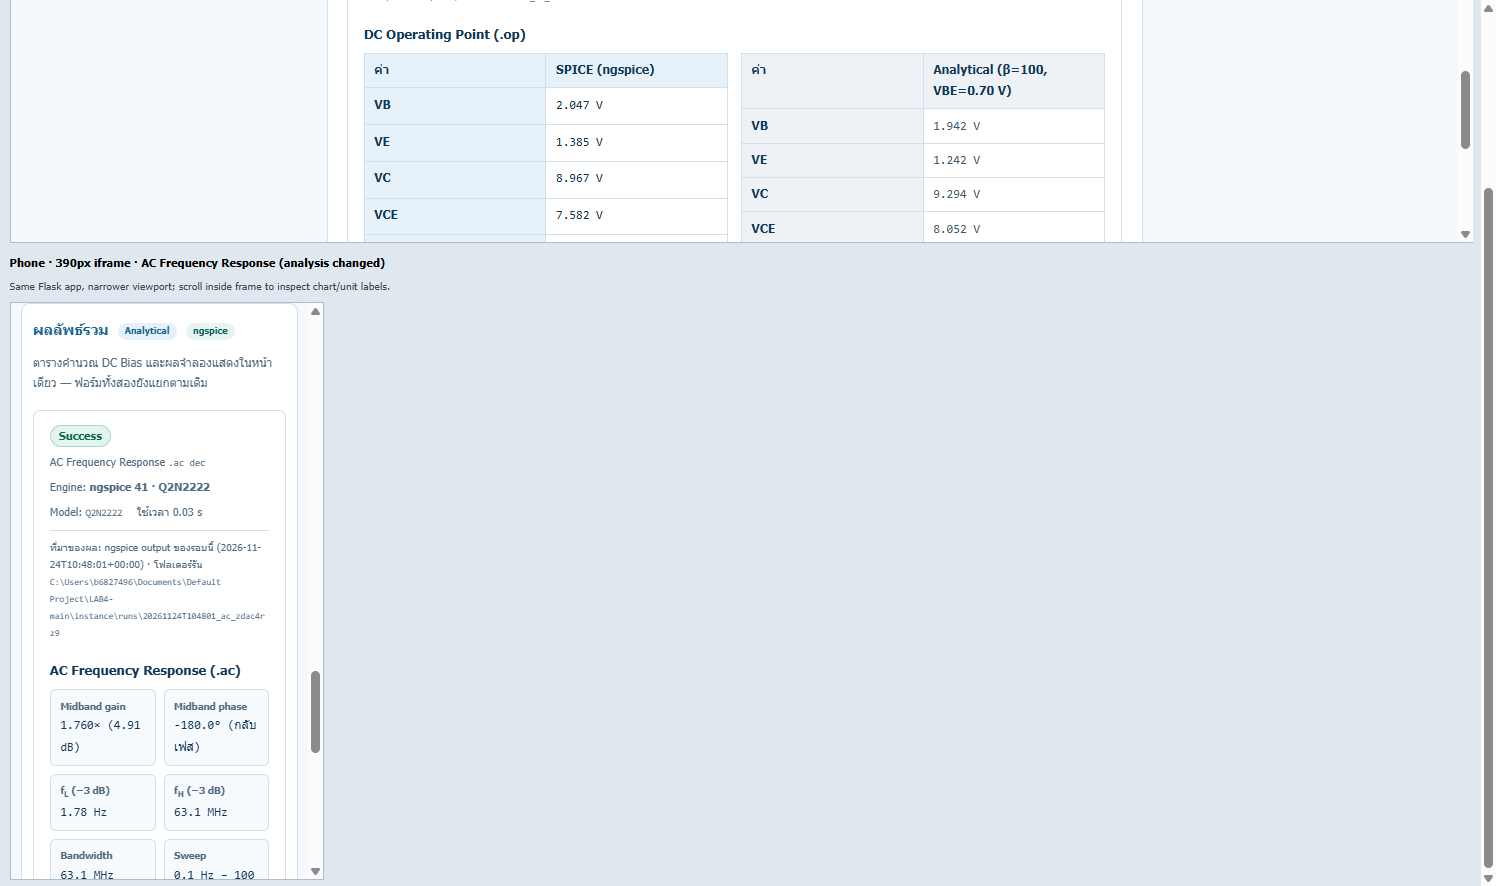 DC Operating Point (.op)
ค่า SPICE (ngspice)
VB 2.047 V
VE 1.385 V
VC 8.967 V
VCE 7.582 V
ค่า Analytical (β=100,
VBE=0.70 V)
VB 1.942 V
VE 1.242 V
VC 9.294 V
VCE 8.052 V
Phone · 390px iframe · AC Frequency Response (analysis changed)
Same Flask app, narrower viewport; scroll inside frame to inspect chart/unit labels.
ผลลัพธ์รวม Analytical ngspice
ตารางคำนวณ DC Bias และผลจำลองแสดงในหน้า
เดียว — ฟอร์มทั้งสองยังแยกตามเดิม
Success
AC Frequency Response .ac dec
Engine: ngspice 41 · Q2N2222
Model: Q2N2222 ใช้เวลา 0.03 s
ที่มาของผล: ngspice output ของรอบนี้ (2026-11-
24T10:48:01+00:00) · โฟลเดอร์รัน
C:\Users\b6827496\Documents\Default
Project\LAB4-
main\instance\runs\20261124T104801_ac_zdac4r
z9
AC Frequency Response (.ac)
Midband gain
1.760× (4.91
dB)
Midband phase
-180.0° (กลับ
เฟส)
fL (−3 dB)
1.78 Hz
fH (−3 dB)
63.1 MHz
Bandwidth
63.1 MHz
Sweep
0.1 Hz – 100